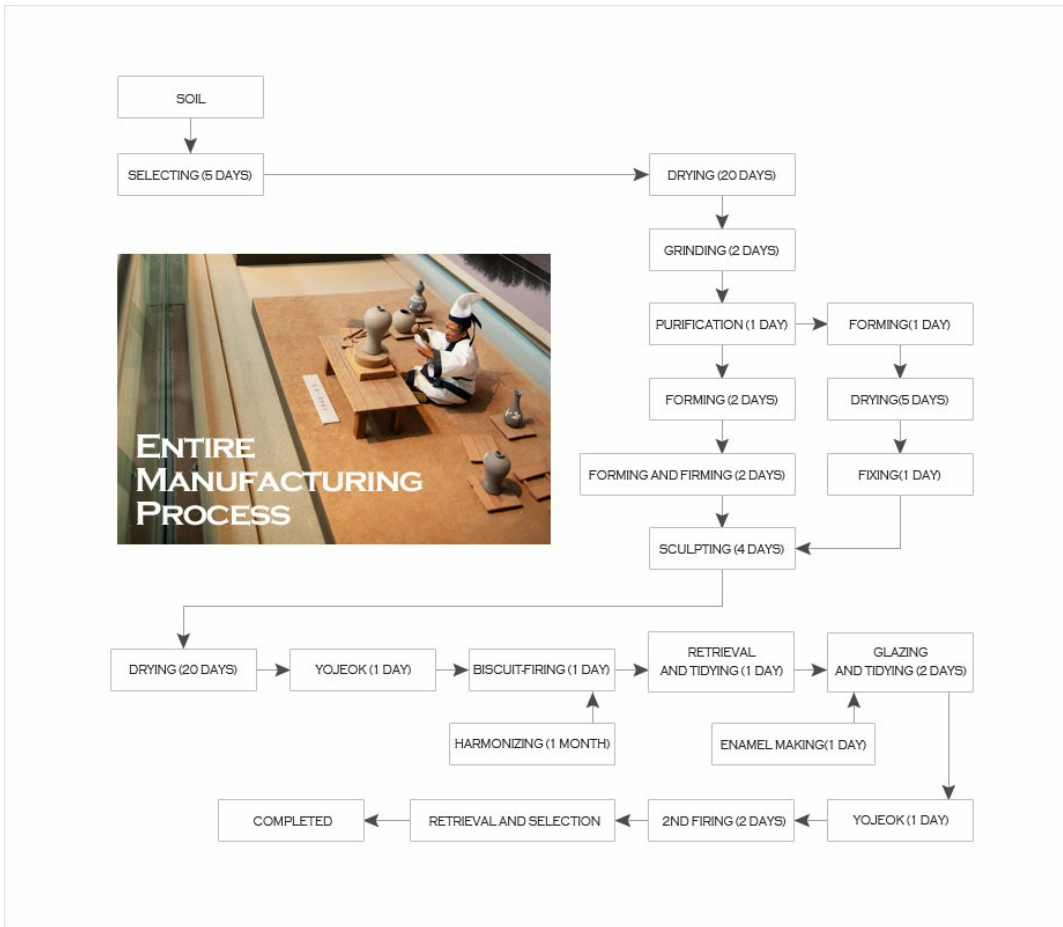 SOIL
SELECTING (5 DAYS)
DRYING (20 DAYS)
GRINDING (2 DAYS)
PURIFICATION (1 DAY)
FORMING(1 DAY)
FORMING (2 DAYS)
DRYING(5 DAYS)
FORMING AND FIRMING (2 DAYS)
FIXING(1 DAY)
SCULPTING (4 DAYS)
ENTIRE
MANUFACTURING
PROCESS
DRYING (20 DAYS)
YOJEOK (1 DAY)
BISCUIT-FIRING (1 DAY)
RETRIEVAL
AND TIDYING (1 DAY)
GLAZING
AND TIDYING (2 DAYS)
HARMONIZING (1 MONTH)
ENAMEL MAKING(1 DAY)
COMPLETED
RETRIEVAL AND SELECTION
2ND FIRING (2 DAYS)
YOJEOK (1 DAY)